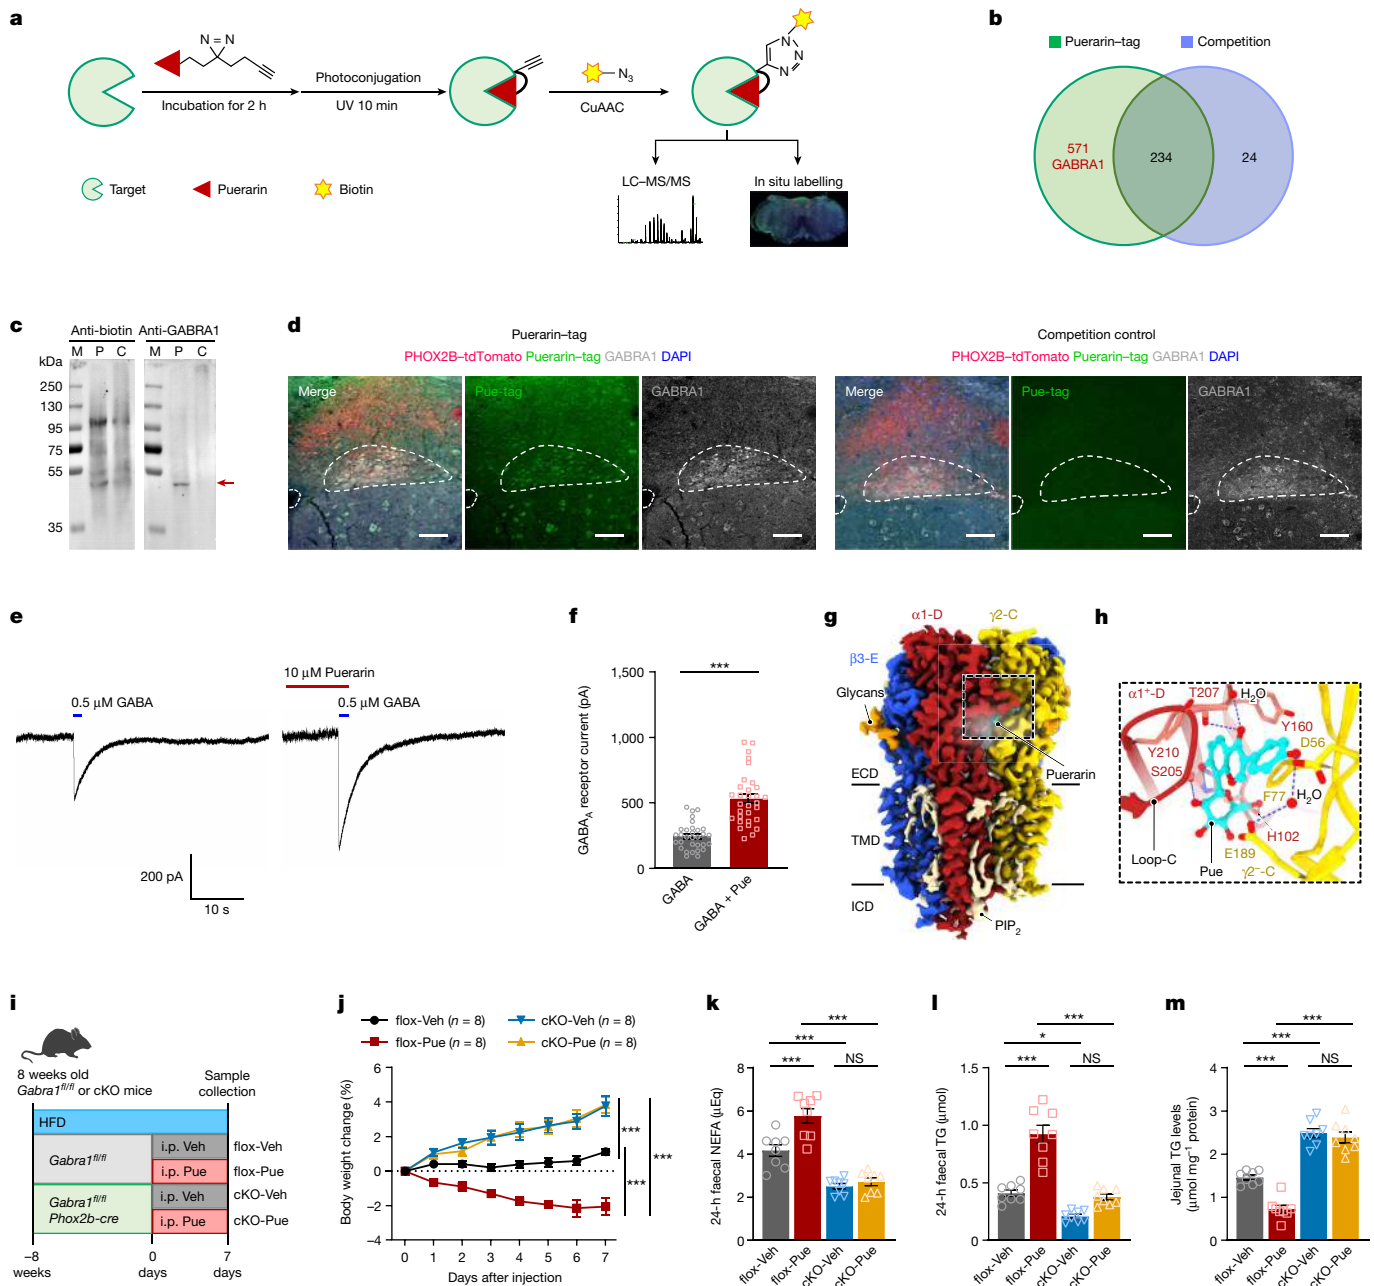 a
N = N
Incubation for 2 h
Photoconjugation
UV 10 min
N3
CuAAC
N
N
N
Target
Puerarin
Biotin
LC–MS/MS
In situ labelling
b
Puerarin–tag
Competition
571
GABRA1
234
24
c
Anti-biotin
Anti-GABRA1
kDa
M P C
M P C
250
130
95
75
55
35
d
Puerarin–tag
PHOX2B–tdTomato Puerarin–tag GABRA1 DAPI
Merge
Pue-tag
GABRA1
Competition control
PHOX2B–tdTomato Puerarin–tag GABRA1 DAPI
Merge
Pue-tag
GABRA1
e
0.5 μM GABA
10 μM Puerarin
0.5 μM GABA
200 pA
10 s
f
GABAA receptor current (pA)
1,500
1,000
500
0
***
GABA
GABA + Pue
g
α1-D
γ2-C
β3-E
Glycans
Puerarin
ECD
TMD
ICD
PIP2
h
α1+-D
T207
H2O
Y160
Y210
D56
S205
F77
H2O
H102
Loop-C
Pue
E189
γ2−-C
i
8 weeks old
Gabra1fl/fl or cKO mice
Sample
collection
HFD
Gabra1fl/fl
i.p. Veh
flox-Veh
i.p. Pue
flox-Pue
Gabra1fl/fl
Phox2b-cre
i.p. Veh
cKO-Veh
i.p. Pue
cKO-Pue
−8
weeks
0
days
7
days
j
flox-Veh (n = 8)
cKO-Veh (n = 8)
flox-Pue (n = 8)
cKO-Pue (n = 8)
Body weight change (%)
6
4
2
0
−2
−4
0 1 2 3 4 5 6 7
Days after injection
***
***
***
k
24-h faecal NEFA (μEq)
8
6
4
2
0
***
***
***
NS
flox-Veh
flox-Pue
cKO-Veh
cKO-Pue
l
24-h faecal TG (μmol)
1.5
1.0
0.5
0
***
*
***
NS
flox-Veh
flox-Pue
cKO-Veh
cKO-Pue
m
Jejunal TG levels
(μmol mg−1 protein)
4
3
2
1
0
***
***
***
NS
flox-Veh
flox-Pue
cKO-Veh
cKO-Pue